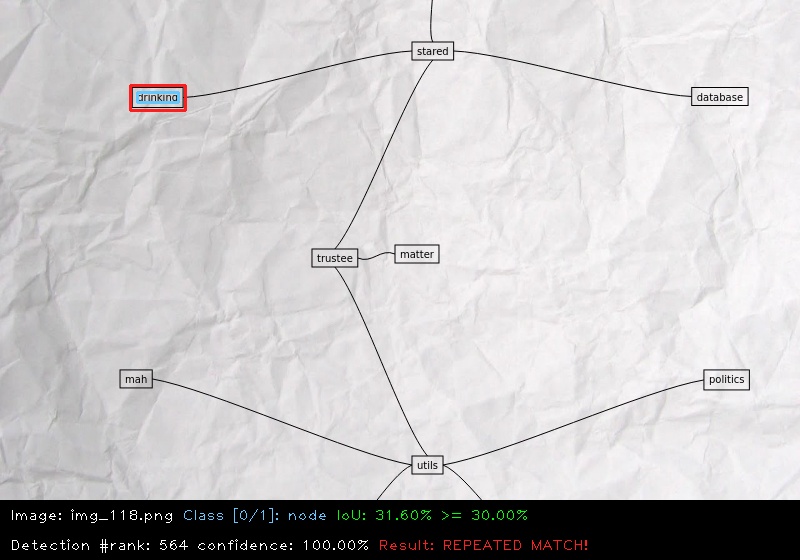 stared
drinking
database
trustee
matter
mah
politics
utils
Image: img_118.png Class [0/1]: node IoU: 31.60% >= 30.00%
Detection #rank: 564 confidence: 100.00% Result: REPEATED MATCH!